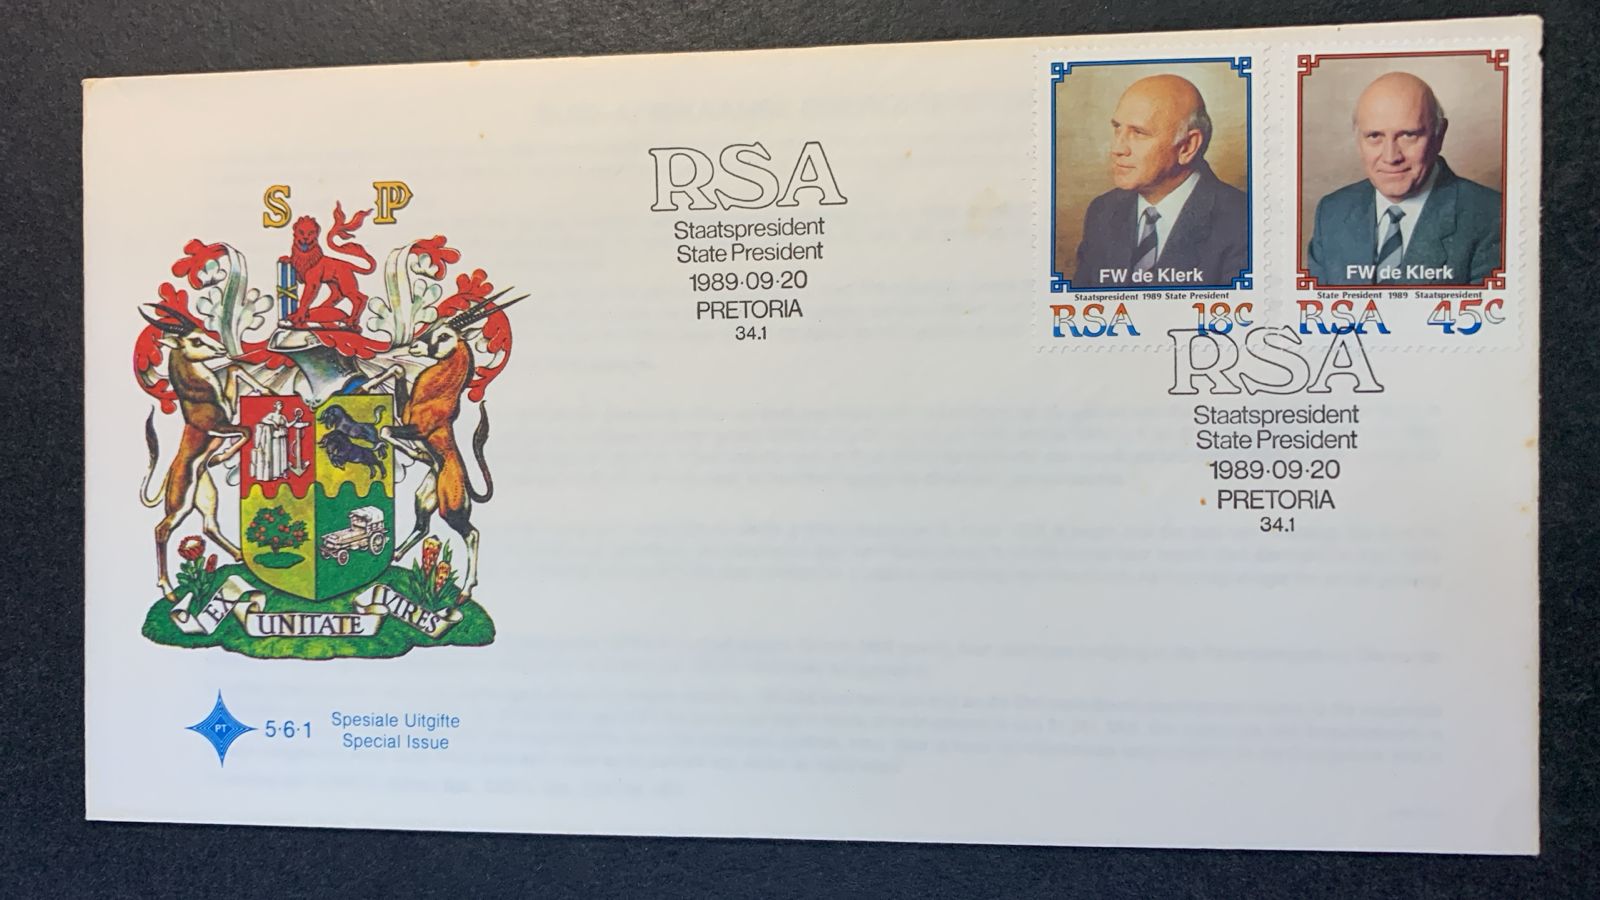 S P
EX UNITATE VIRES
PT
5·6·1
Spesiale Uitgifte
Special Issue
RSA
Staatspresident
State President
1989·09·20
PRETORIA
34.1
FW de Klerk
Staatspresident 1989 State President
RSA 18c
FW de Klerk
State President 1989 Staatspresident
RSA 45c
RSA
Staatspresident
State President
1989·09·20
PRETORIA
34.1